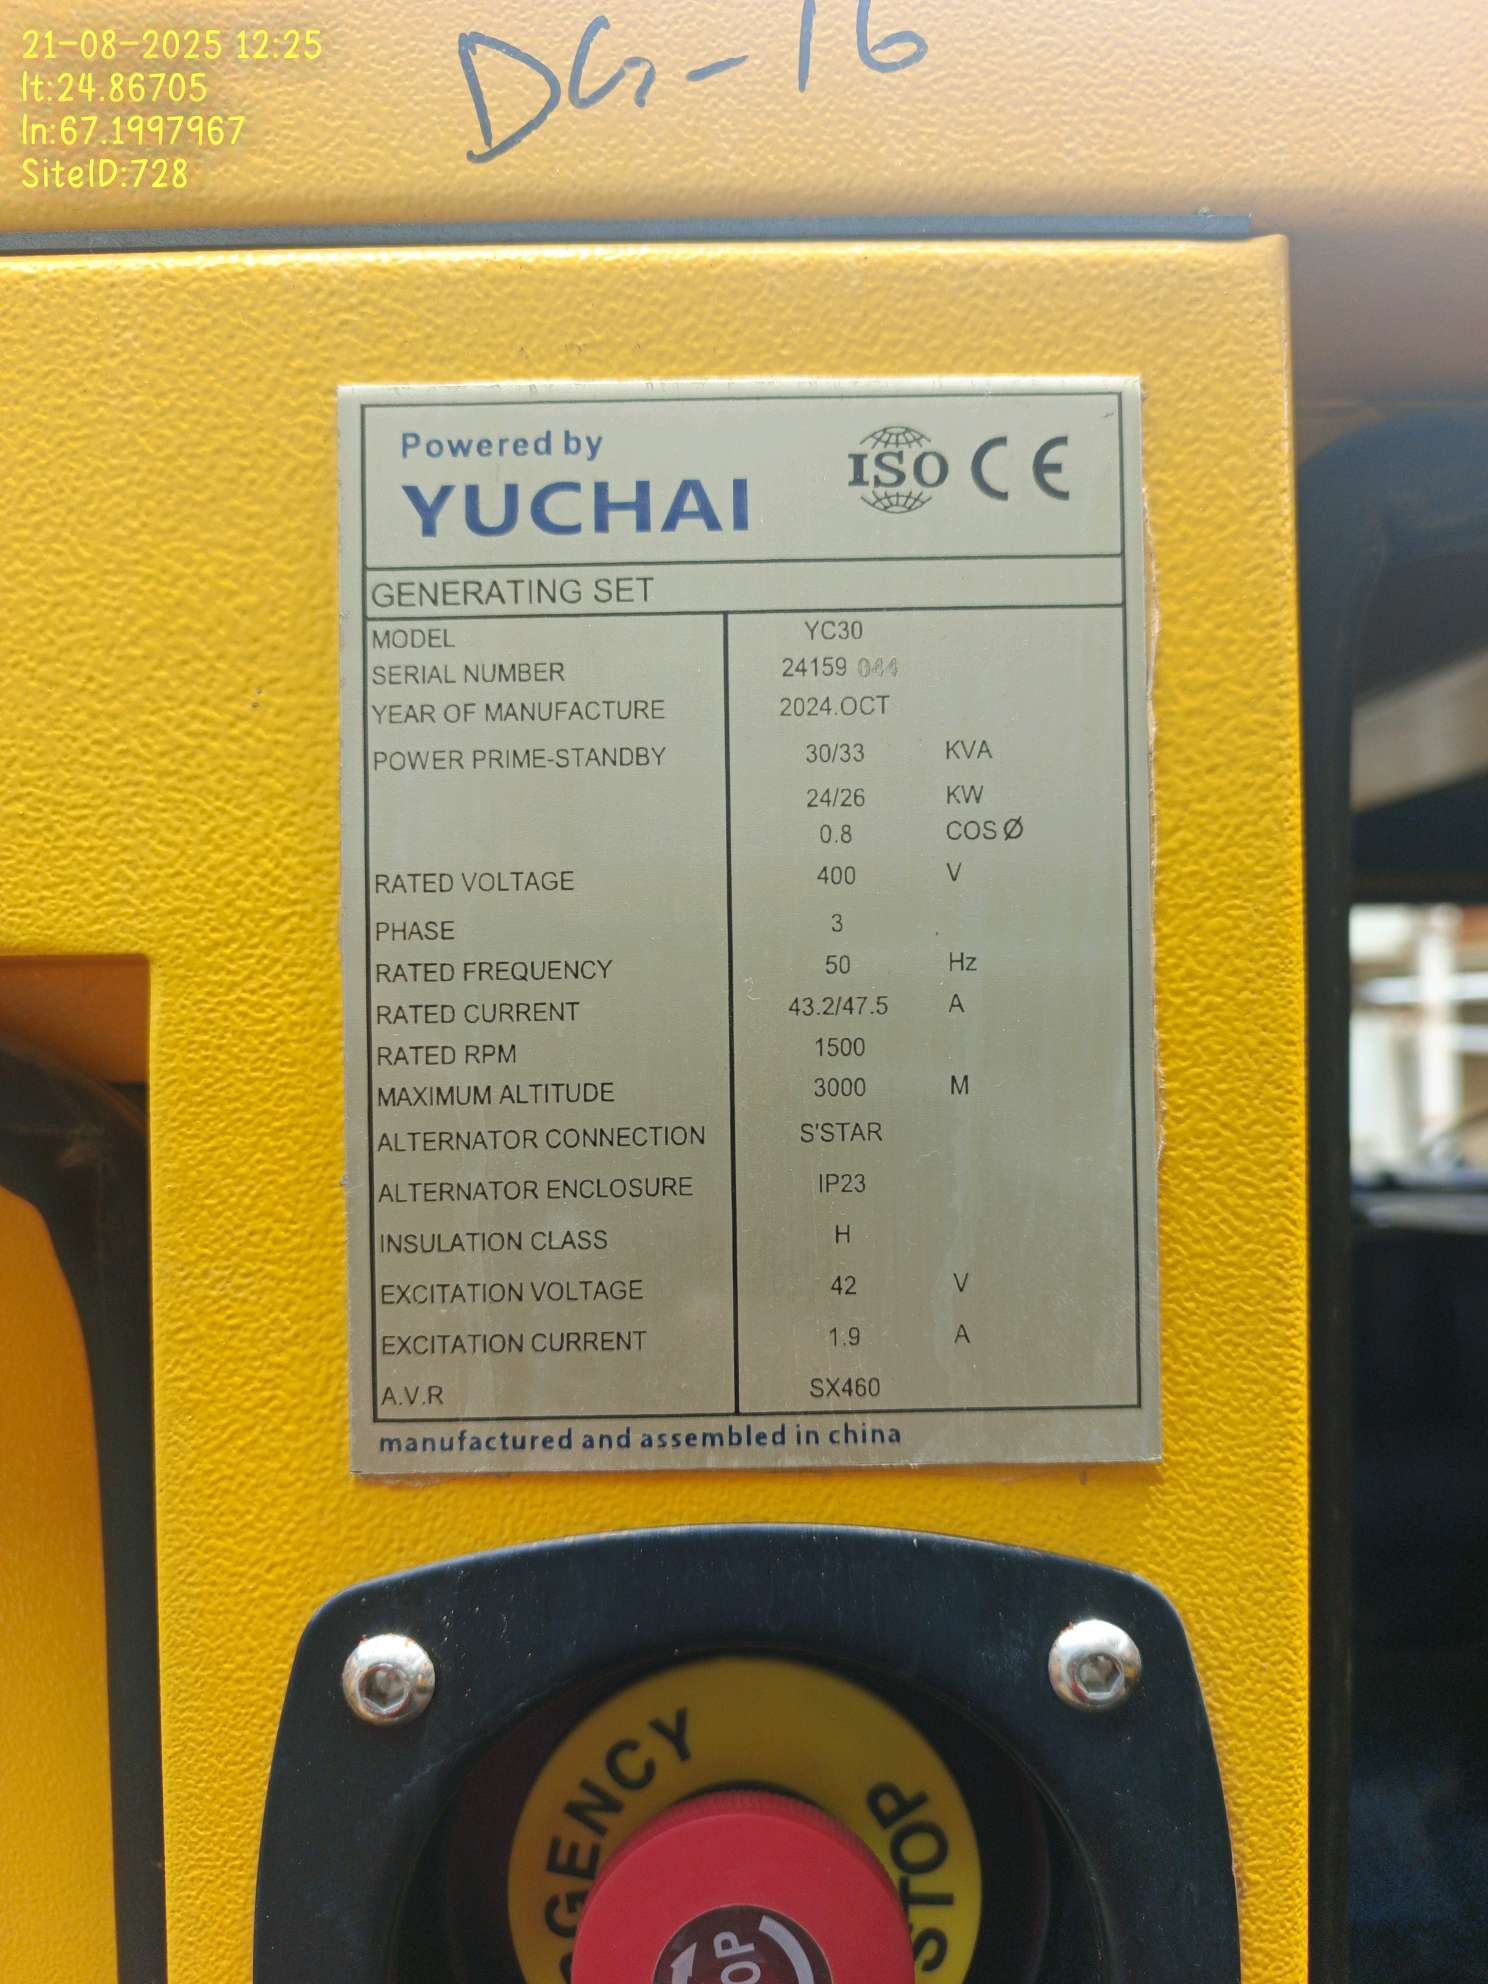 21-08-2025 12:25
lt:24.86705
ln:67.1997967
SiteID:728
DG-16
Powered by
YUCHAI
ISO CE
GENERATING SET
MODEL YC30
SERIAL NUMBER 24159 044
YEAR OF MANUFACTURE 2024.OCT
POWER PRIME-STANDBY 30/33 KVA
24/26 KW
0.8 COS Ø
RATED VOLTAGE 400 V
PHASE 3
RATED FREQUENCY 50 Hz
RATED CURRENT 43.2/47.5 A
RATED RPM 1500
MAXIMUM ALTITUDE 3000 M
ALTERNATOR CONNECTION S'STAR
ALTERNATOR ENCLOSURE IP23
INSULATION CLASS H
EXCITATION VOLTAGE 42 V
EXCITATION CURRENT 1.9 A
A.V.R SX460
manufactured and assembled in china
RGENCY STOP
OP